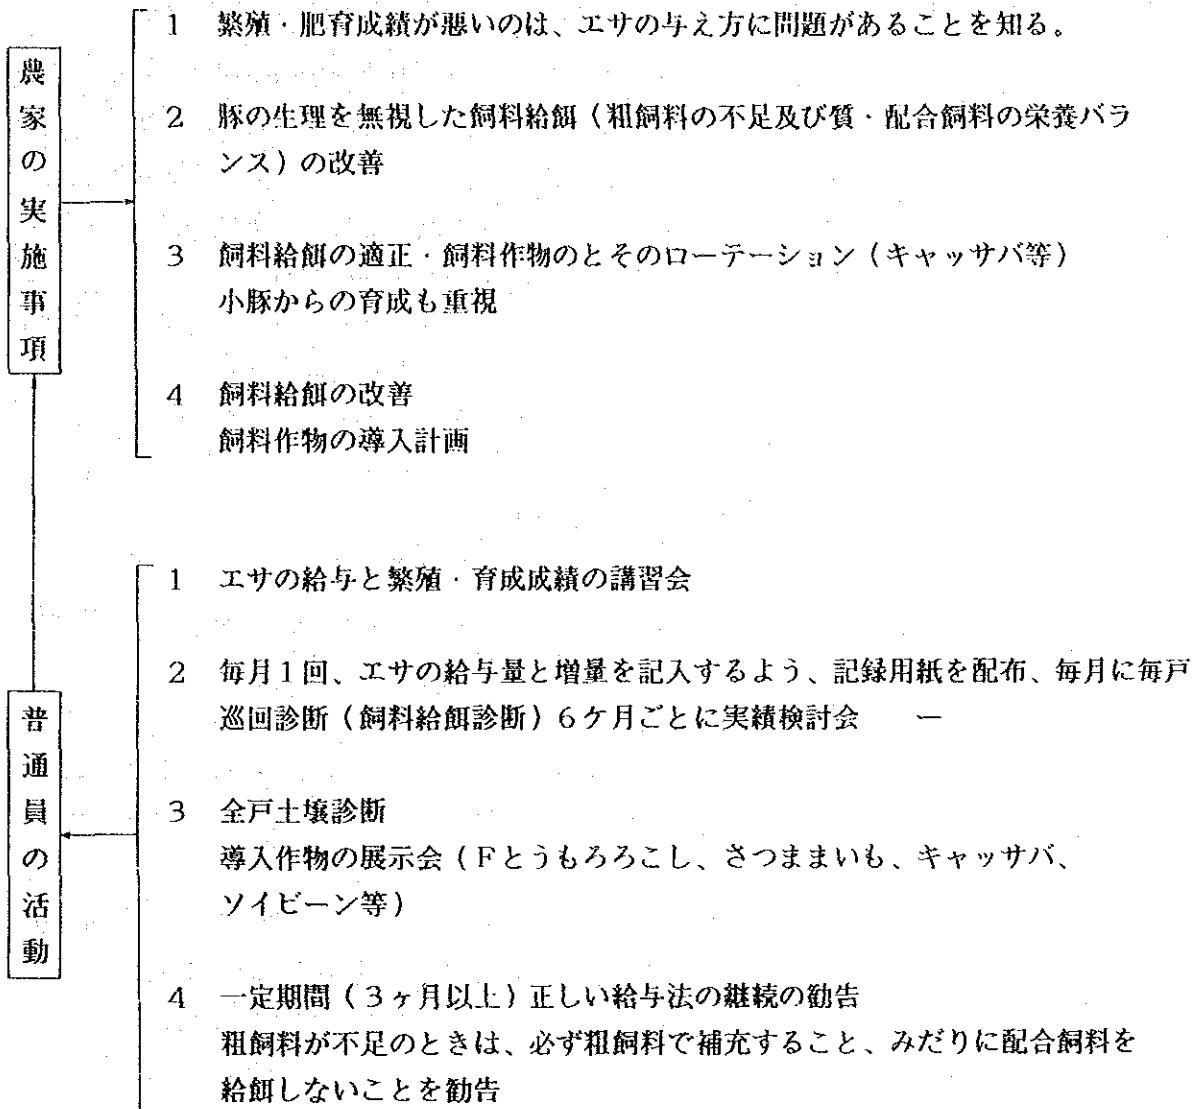 農家の実施事項
1 繁殖・肥育成績が悪いのは、エサの与え方に問題があることを知る。
2 豚の生理を無視した飼料給餌（粗飼料の不足及び質・配合飼料の栄養バラ
ンス）の改善
3 飼料給餌の適正・飼料作物のとそのローテーション（キャッサバ等）
小豚からの育成も重視
4 飼料給餌の改善
飼料作物の導入計画
普通員の活動
1 エサの給与と繁殖・育成成績の講習会
2 毎月1回、エサの給与量と増量を記入するよう、記録用紙を配布、毎月に毎戸
巡回診断（飼料給餌診断）6ケ月ごとに実績検討会　ー
3 全戸土壌診断
導入作物の展示会（Fとうもろろこし、さつままいも、キャッサバ、
ソイビーン等）
4 一定期間（3ヶ月以上）正しい給与法の継続の勧告
粗飼料が不足のときは、必ず粗飼料で補充すること、みだりに配合飼料を
給餌しないことを勧告